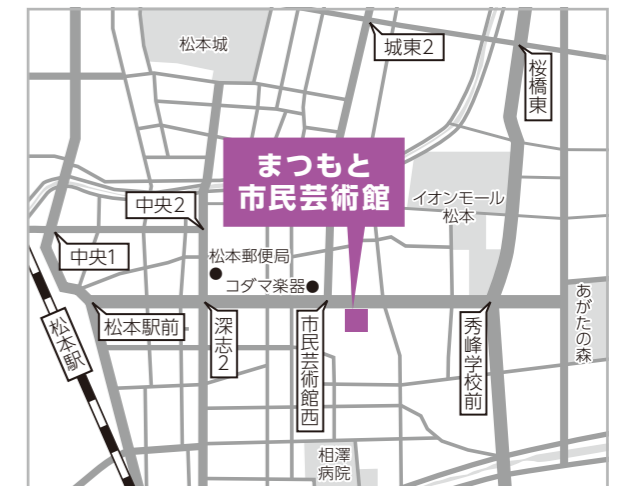 松本城
城東2
桜橋東
まつもと
市民芸術館
イオンモール
松本
中央2
中央1
松本郵便局
コダマ楽器
あがたの森
松本駅
松本駅前
深志2
市民芸術館西
秀峰学校前
相澤
病院